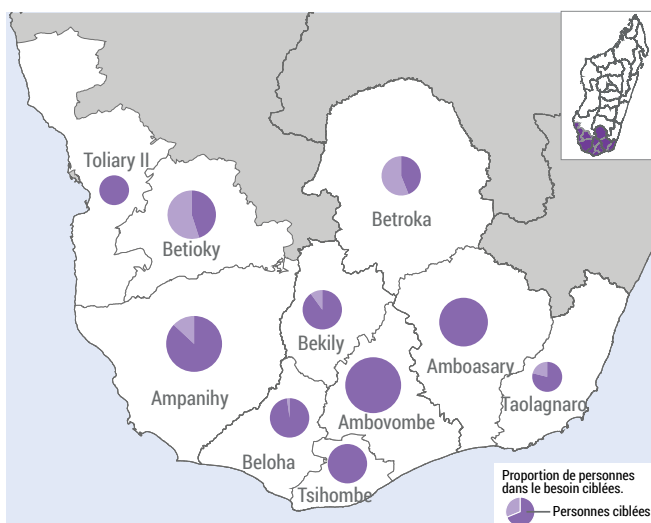 Toliary II
Betioky
Betroka
Bekily
Ampanihy
Amboasary
Taolagnaro
Ambovombe
Beloha
Tsihombe
Proportion de personnes
dans le besoin ciblées.
Personnes ciblées